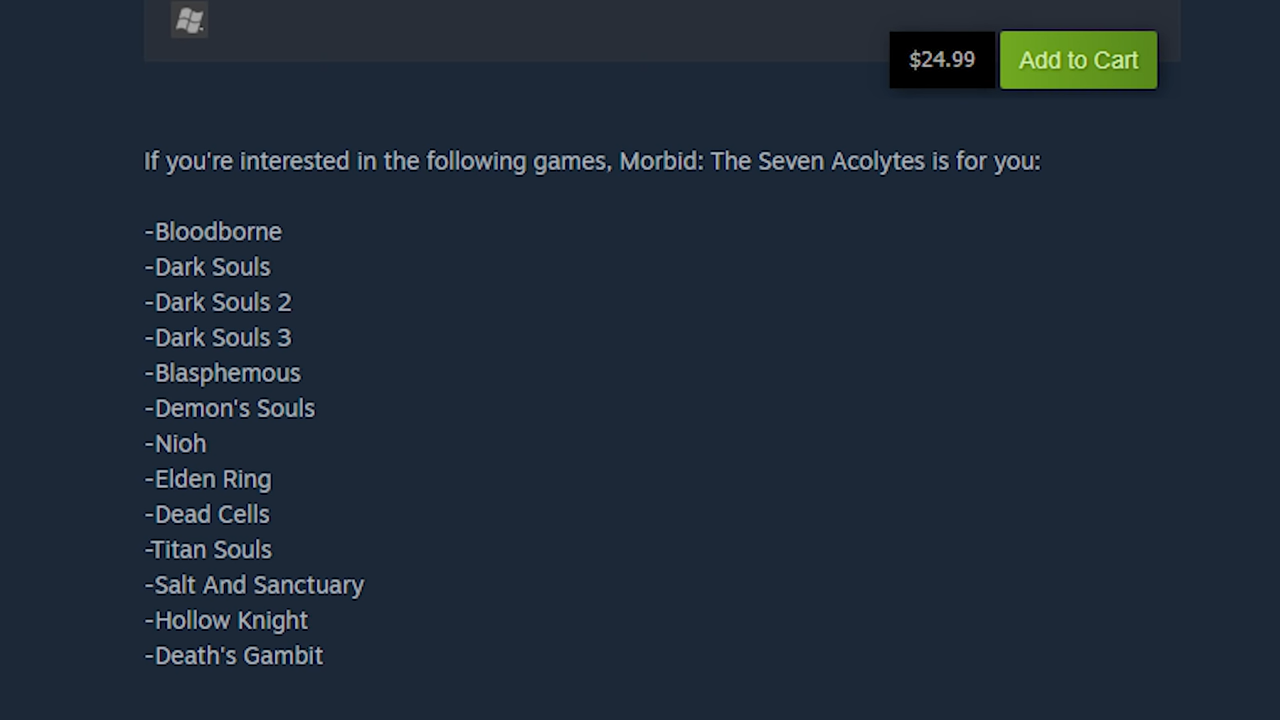 $24.99
Add to Cart
If you're interested in the following games, Morbid: The Seven Acolytes is for you:
-Bloodborne
-Dark Souls
-Dark Souls 2
-Dark Souls 3
-Blasphemous
-Demon's Souls
-Nioh
-Elden Ring
-Dead Cells
-Titan Souls
-Salt And Sanctuary
-Hollow Knight
-Death's Gambit